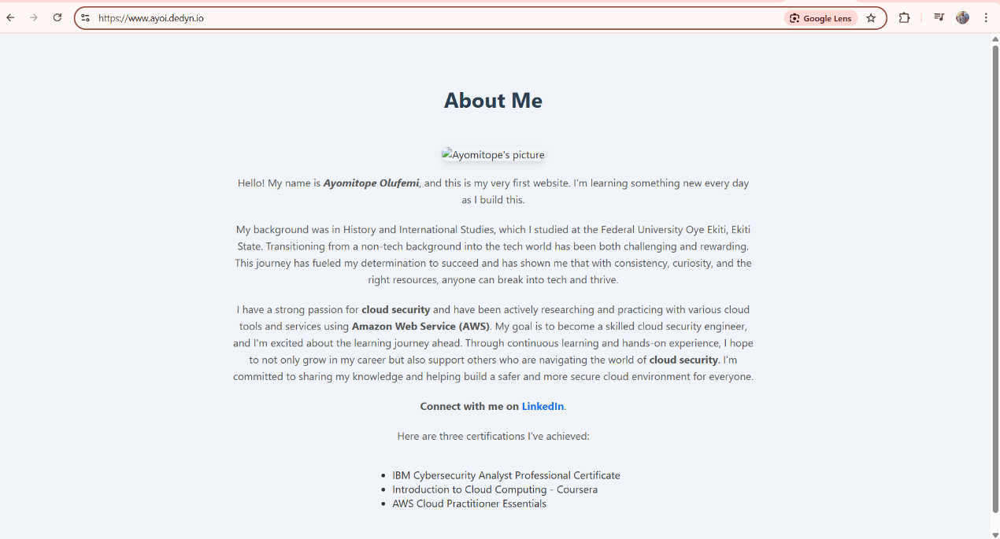 https://www.ayoi.dedyn.io
Google Lens
About Me
Ayomitope's picture
Hello! My name is Ayomitope Olufemi, and this is my very first website. I'm learning something new every day
as I build this.
My background was in History and International Studies, which I studied at the Federal University Oye Ekiti, Ekiti
State. Transitioning from a non-tech background into the tech world has been both challenging and rewarding.
This journey has fueled my determination to succeed and has shown me that with consistency, curiosity, and the
right resources, anyone can break into tech and thrive.
I have a strong passion for cloud security and have been actively researching and practicing with various cloud
tools and services using Amazon Web Service (AWS). My goal is to become a skilled cloud security engineer,
and I'm excited about the learning journey ahead. Through continuous learning and hands-on experience, I hope
to not only grow in my career but also support others who are navigating the world of cloud security. I'm
committed to sharing my knowledge and helping build a safer and more secure cloud environment for everyone.
Connect with me on LinkedIn.
Here are three certifications I've achieved:
• IBM Cybersecurity Analyst Professional Certificate
• Introduction to Cloud Computing - Coursera
• AWS Cloud Practitioner Essentials